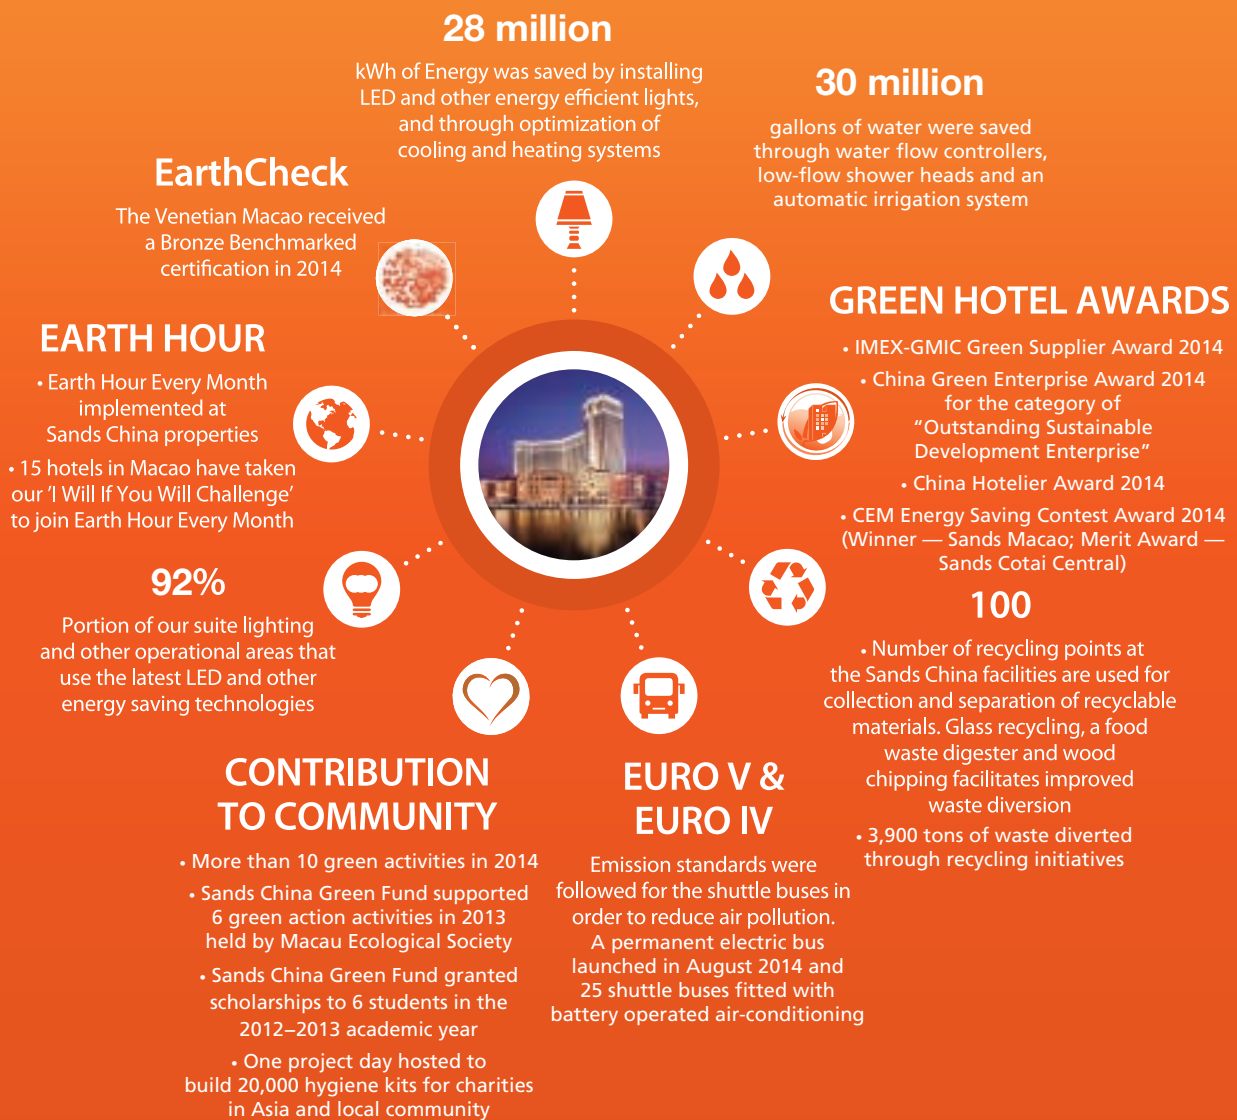 28 million
kWh of Energy was saved by installing
LED and other energy efficient lights,
and through optimization of
cooling and heating systems
30 million
gallons of water were saved
through water flow controllers,
low-flow shower heads and an
automatic irrigation system
EarthCheck
The Venetian Macao received
a Bronze Benchmarked
certification in 2014
GREEN HOTEL AWARDS
• IMEX-GMIC Green Supplier Award 2014
• China Green Enterprise Award 2014
for the category of
“Outstanding Sustainable
Development Enterprise”
• China Hotelier Award 2014
• CEM Energy Saving Contest Award 2014
(Winner — Sands Macao; Merit Award —
Sands Cotai Central)
EARTH HOUR
• Earth Hour Every Month
implemented at
Sands China properties
• 15 hotels in Macao have taken
our ’I Will If You Will Challenge’
to join Earth Hour Every Month
92%
Portion of our suite lighting
and other operational areas that
use the latest LED and other
energy saving technologies
100
• Number of recycling points at
the Sands China facilities are used for
collection and separation of recyclable
materials. Glass recycling, a food
waste digester and wood
chipping facilitates improved
waste diversion
• 3,900 tons of waste diverted
through recycling initiatives
CONTRIBUTION
TO COMMUNITY
• More than 10 green activities in 2014
• Sands China Green Fund supported
6 green action activities in 2013
held by Macau Ecological Society
• Sands China Green Fund granted
scholarships to 6 students in the
2012–2013 academic year
• One project day hosted to
build 20,000 hygiene kits for charities
in Asia and local community
EURO V &
EURO IV
Emission standards were
followed for the shuttle buses in
order to reduce air pollution.
A permanent electric bus
launched in August 2014 and
25 shuttle buses fitted with
battery operated air-conditioning